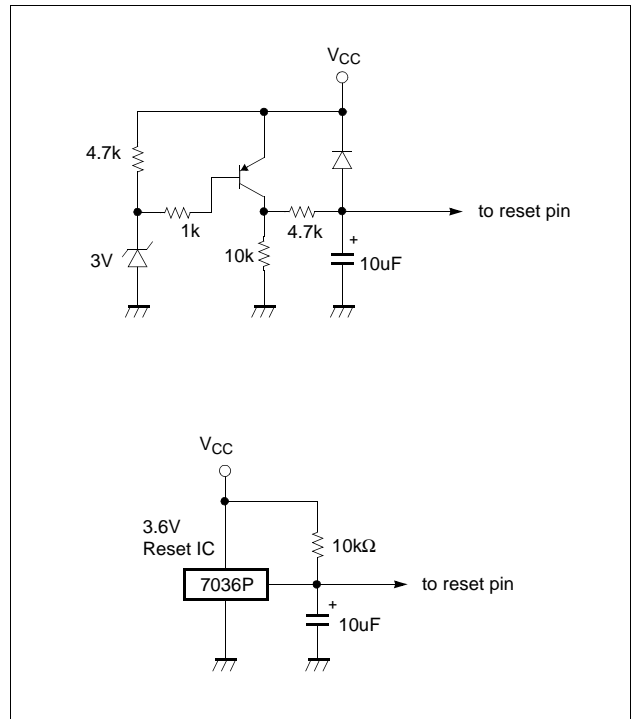 VCC
4.7k
1k
4.7k
to reset pin
3V
10k
+
10uF
VCC
3.6V
Reset IC
10kΩ
7036P
to reset pin
+
10uF